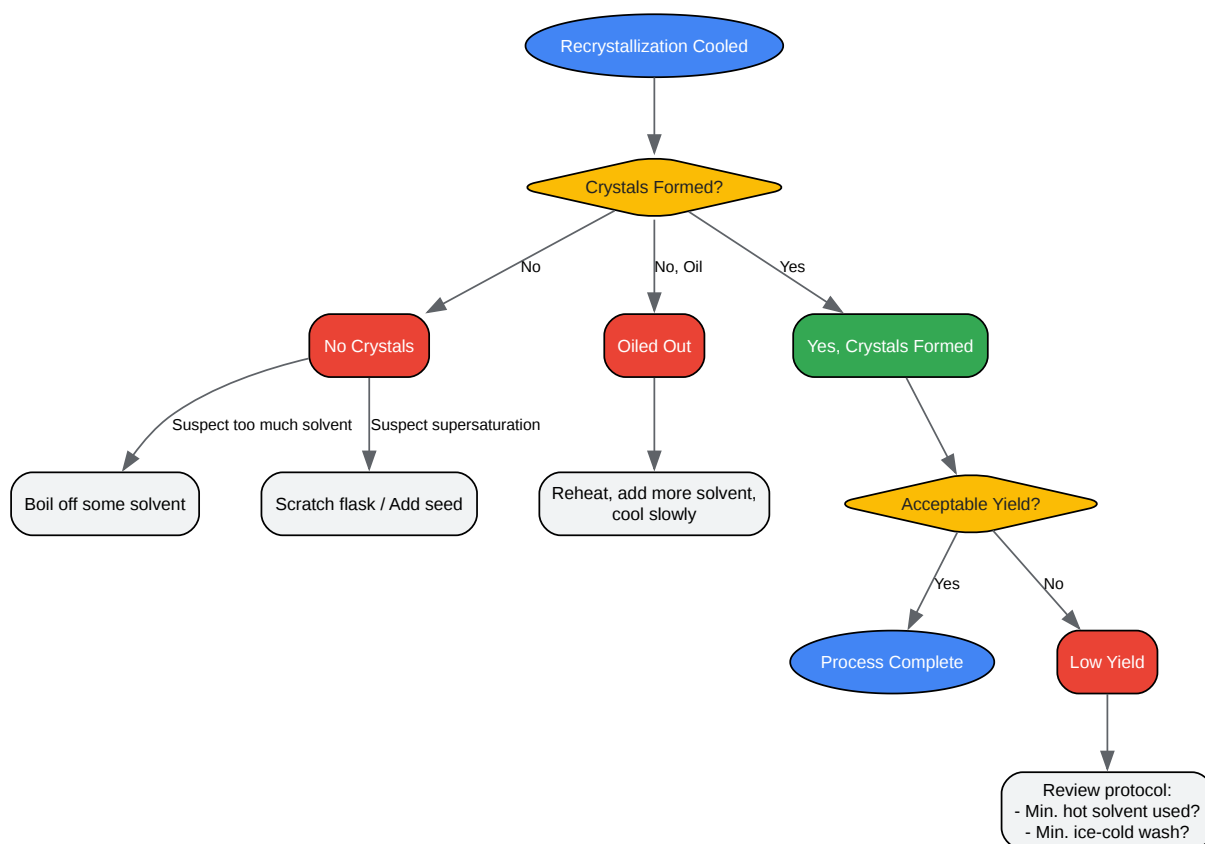 Recrystallization Cooled
Crystals Formed?
No
No, Oil
Yes
No Crystals
Oiled Out
Yes, Crystals Formed
Suspect too much solvent
Suspect supersaturation
Boil off some solvent
Scratch flask / Add seed
Reheat, add more solvent,
cool slowly
Acceptable Yield?
Yes
No
Process Complete
Low Yield
Review protocol:
- Min. hot solvent used?
- Min. ice-cold wash?